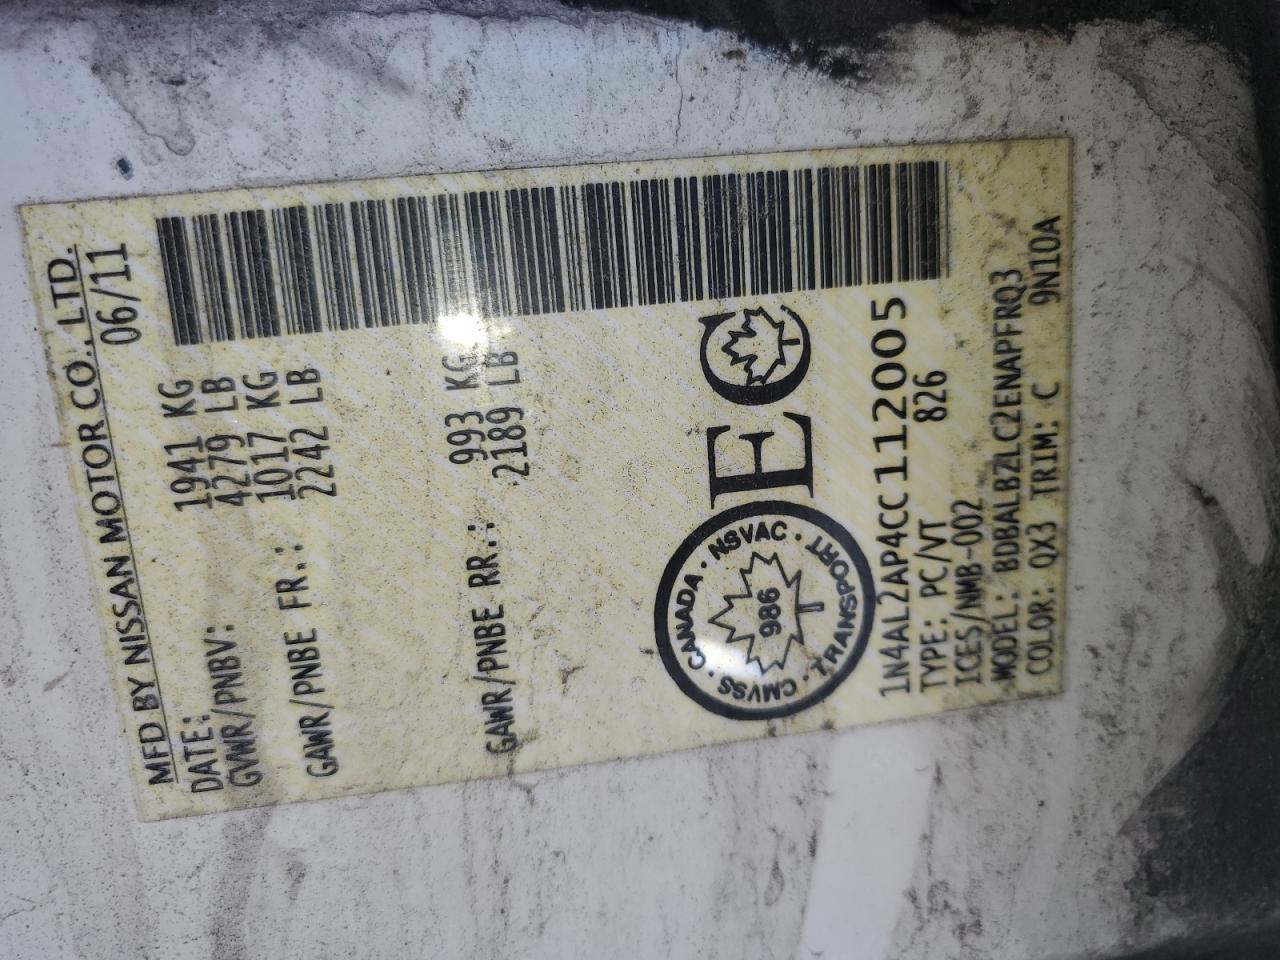 MFD BY NISSAN MOTOR CO., LTD.
DATE: 06/11
GVWR/PNBV: 1941 KG
4279 LB
GAWR/PNBE FR.: 1017 KG
2242 LB
GAWR/PNBE RR.: 993 KG
2189 LB
CANADA · NSVAC · TRANSPORT · CMVSS ·
986
EC
1N4AL2AP4CC112005
TYPE: PC/VT 826
ICES/NMB-002
MODEL: BDBALBZLC2ENAPFRQ3
COLOR: QX3 TRIM: C 9N10A